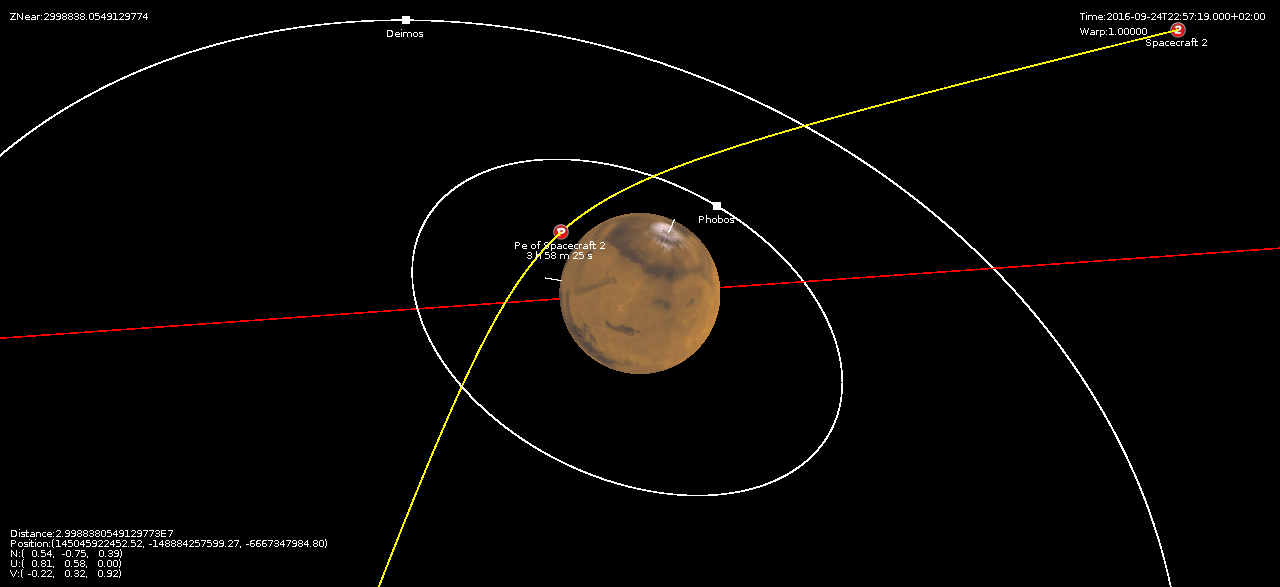 ZNear:2998838.0549129774
Time:2016-09-24T22:57:19.000+02:00
Warp:1.00000
2
Spacecraft 2
Deimos
Phobos
P
Pe of Spacecraft 2
3 h 58 m 25 s
Distance:2.9988380549129773E7
Position:(145045922452.52, -148884257599.27, -6667347984.80)
N:( 0.54, -0.75, 0.39)
U:( 0.81, 0.58, 0.00)
V:( -0.22, 0.32, 0.92)